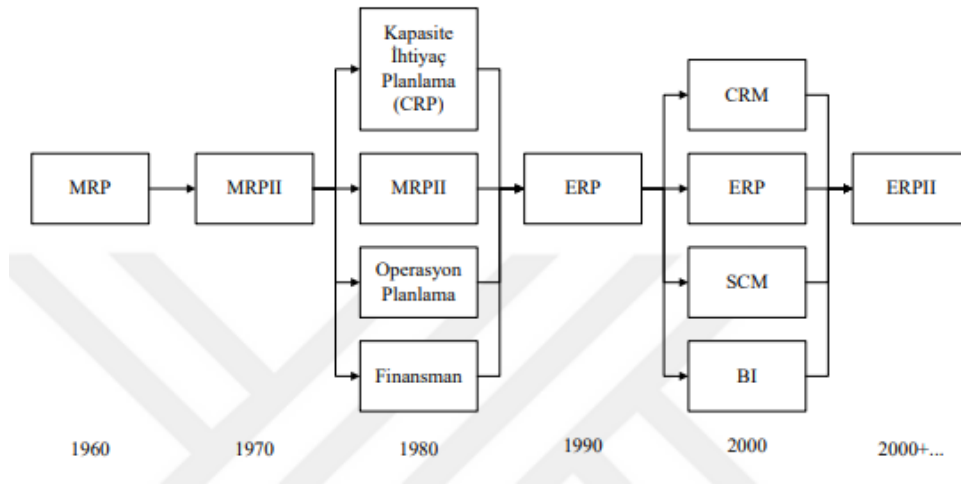 Kapasite
İhtiyaç
Planlama
(CRP)
CRM
MRP
MRPII
MRPII
ERP
ERP
ERPII
Operasyon
Planlama
SCM
Finansman
BI
1960
1970
1980
1990
2000
2000+...